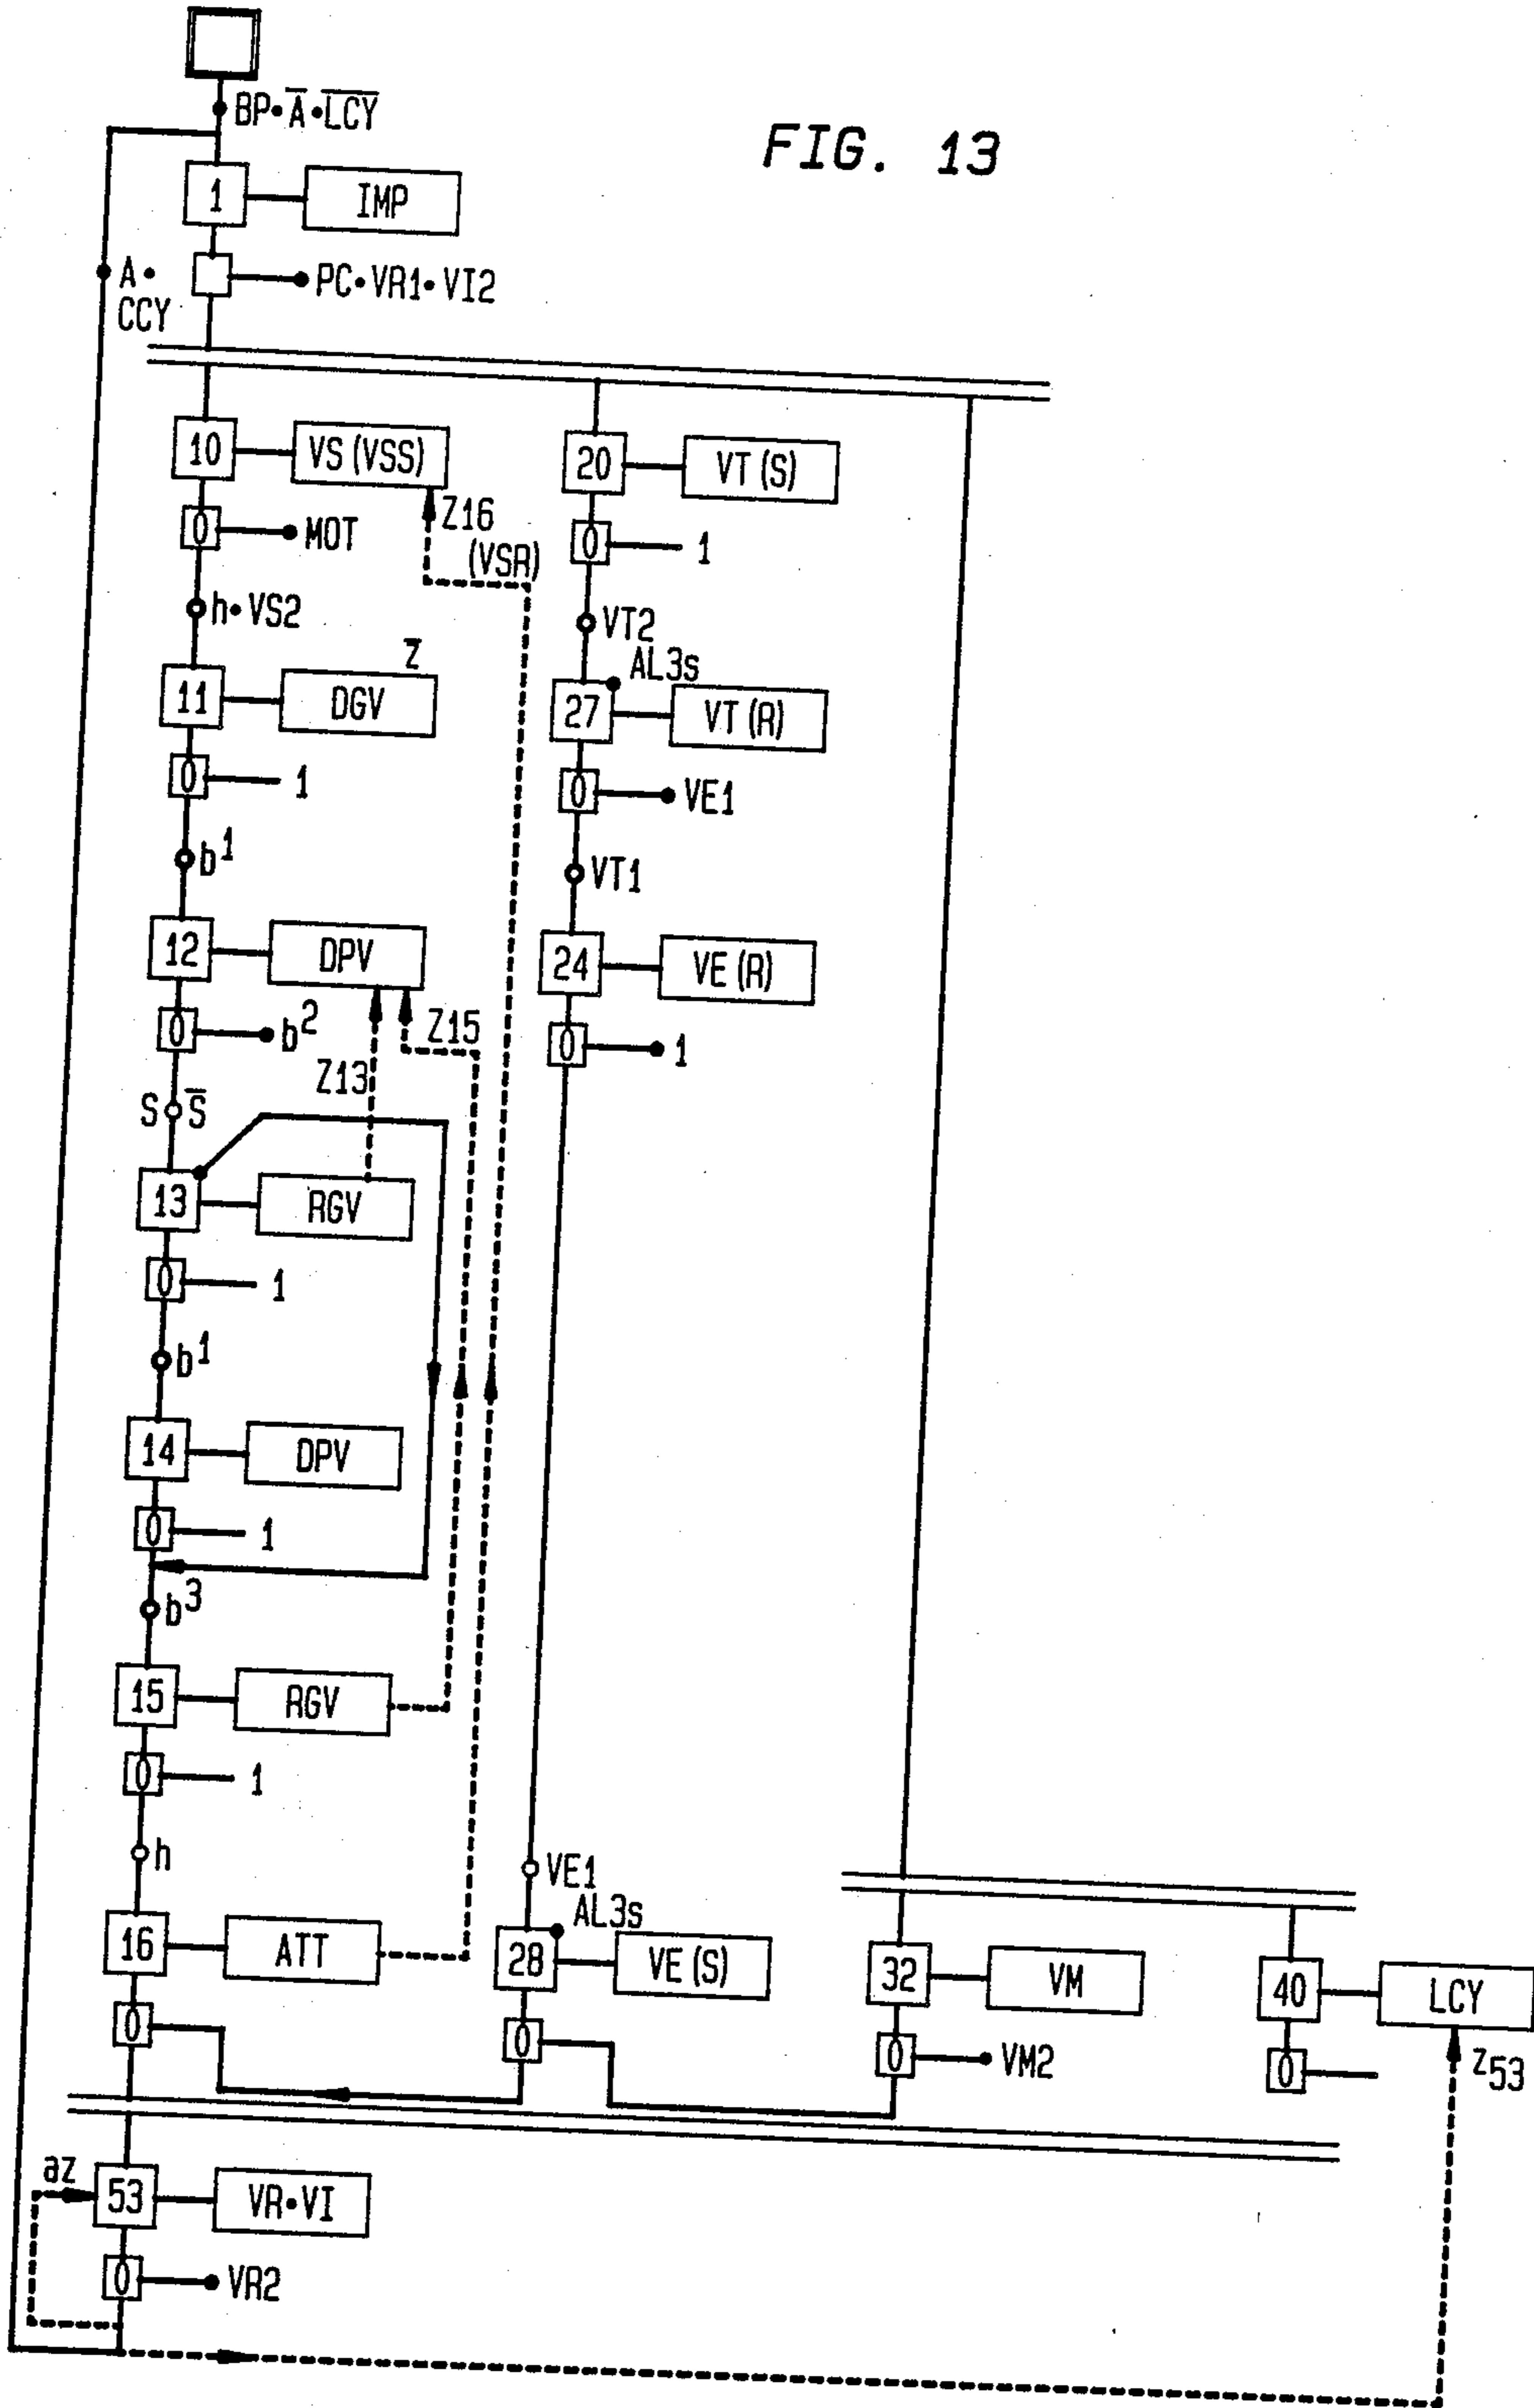 BP•A̅•L̅C̅Y̅
FIG. 13
1
IMP
A•
CCY
PC•VR1•VI2
10
VS (VSS)
20
VT (S)
0
MOT
Z16
(VSR)
0
1
h•VS2
VT2
11
z̅
DGV
AL3s
27
VT (R)
0
1
0
VE1
b¹
VT1
12
DPV
24
VE (R)
0
b²
Z15
0
1
Z13
S
S̅
13
RGV
0
1
b¹
14
DPV
0
1
b³
15
RGV
0
1
h
VE1
AL3s
16
ATT
28
VE (S)
32
VM
40
LCY
0
0
0
VM2
0
Z53
az
53
VR•VI
0
VR2